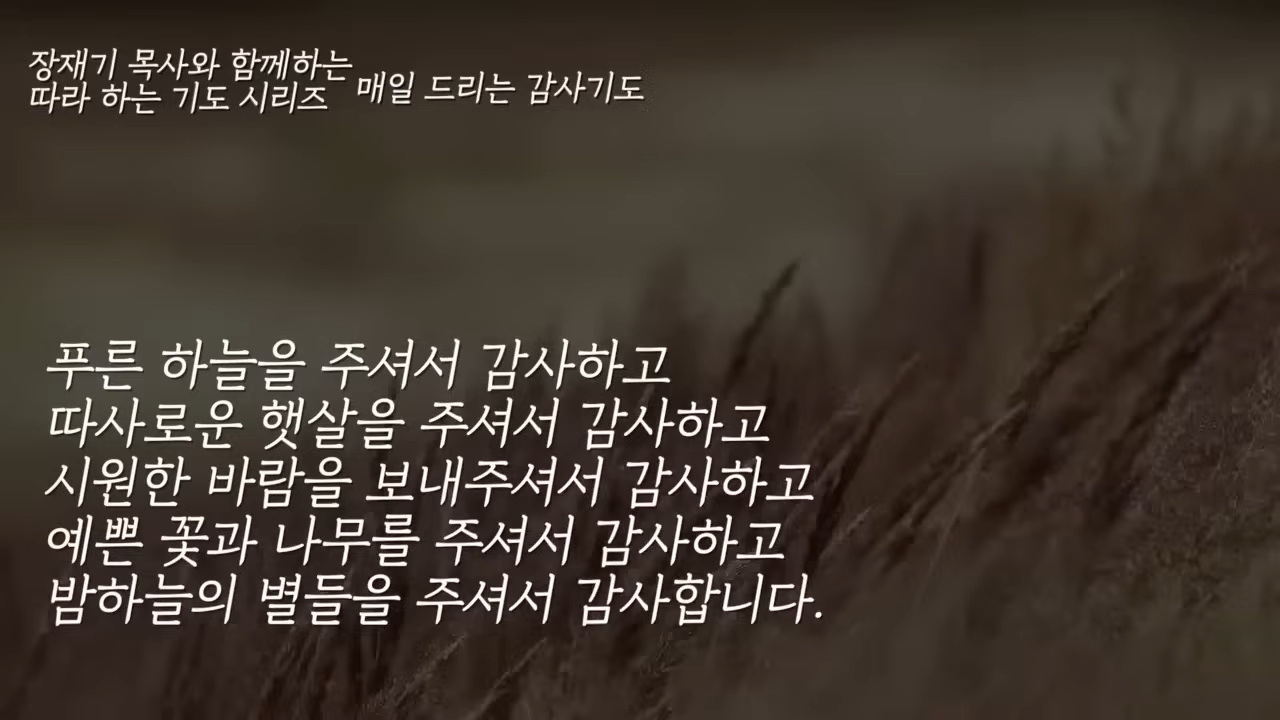 장재기 목사와 함께하는
따라 하는 기도 시리즈
매일 드리는 감사기도
푸른 하늘을 주셔서 감사하고
따사로운 햇살을 주셔서 감사하고
시원한 바람을 보내주셔서 감사하고
예쁜 꽃과 나무를 주셔서 감사하고
밤하늘의 별들을 주셔서 감사합니다.